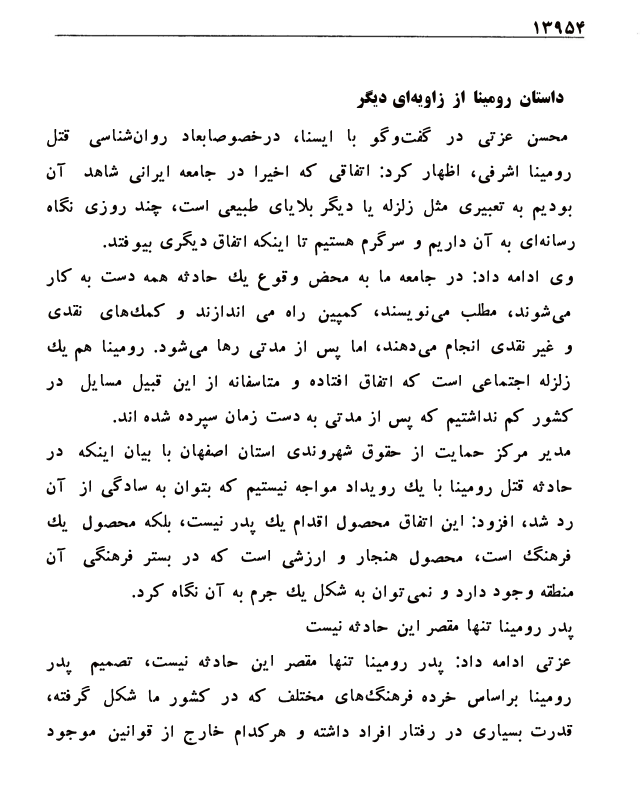 ۱۳۹۵۴
داستان رومینا از زاویه‌ای دیگر
محسن عزتی در گفت‌وگو با ایسنا، درخصوصابعاد روان‌شناسی قتل
رومینا اشرفی، اظهار کرد: اتفاقی که اخیرا در جامعه ایرانی شاهد آن
بودیم به تعبیری مثل زلزله یا دیگر بلایای طبیعی است، چند روزی نگاه
رسانه‌ای به آن داریم و سرگرم هستیم تا اینکه اتفاق دیگری بیوفتد.
وی ادامه داد: در جامعه ما به محض وقوع یك حادثه همه دست به کار
می‌شوند، مطلب می‌نویسند، کمپین راه می اندازند و کمك‌های نقدی
و غیر نقدی انجام می‌دهند، اما پس از مدتی رها می‌شود. رومینا هم یك
زلزله اجتماعی است که اتفاق افتاده و متاسفانه از این قبیل مسایل در
کشور کم نداشتیم که پس از مدتی به دست زمان سپرده شده اند.
مدیر مرکز حمایت از حقوق شهروندی استان اصفهان با بیان اینکه در
حادثه قتل رومینا با یك رویداد مواجه نیستیم که بتوان به سادگی از آن
رد شد، افزود: این اتفاق محصول اقدام یك پدر نیست، بلکه محصول یك
فرهنگ است، محصول هنجار و ارزشی است که در بستر فرهنگی آن
منطقه وجود دارد و نمی‌توان به شکل یك جرم به آن نگاه کرد.
پدر رومینا تنها مقصر این حادثه نیست
عزتی ادامه داد: پدر رومینا تنها مقصر این حادثه نیست، تصمیم پدر
رومینا براساس خرده فرهنگ‌های مختلف که در کشور ما شکل گرفته،
قدرت بسیاری در رفتار افراد داشته و هرکدام خارج از قوانین موجود